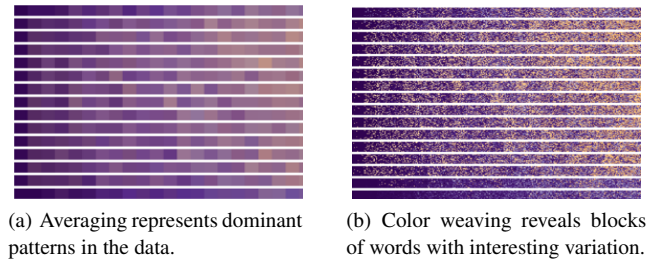 (a) Averaging represents dominant
patterns in the data.
(b) Color weaving reveals blocks
of words with interesting variation.